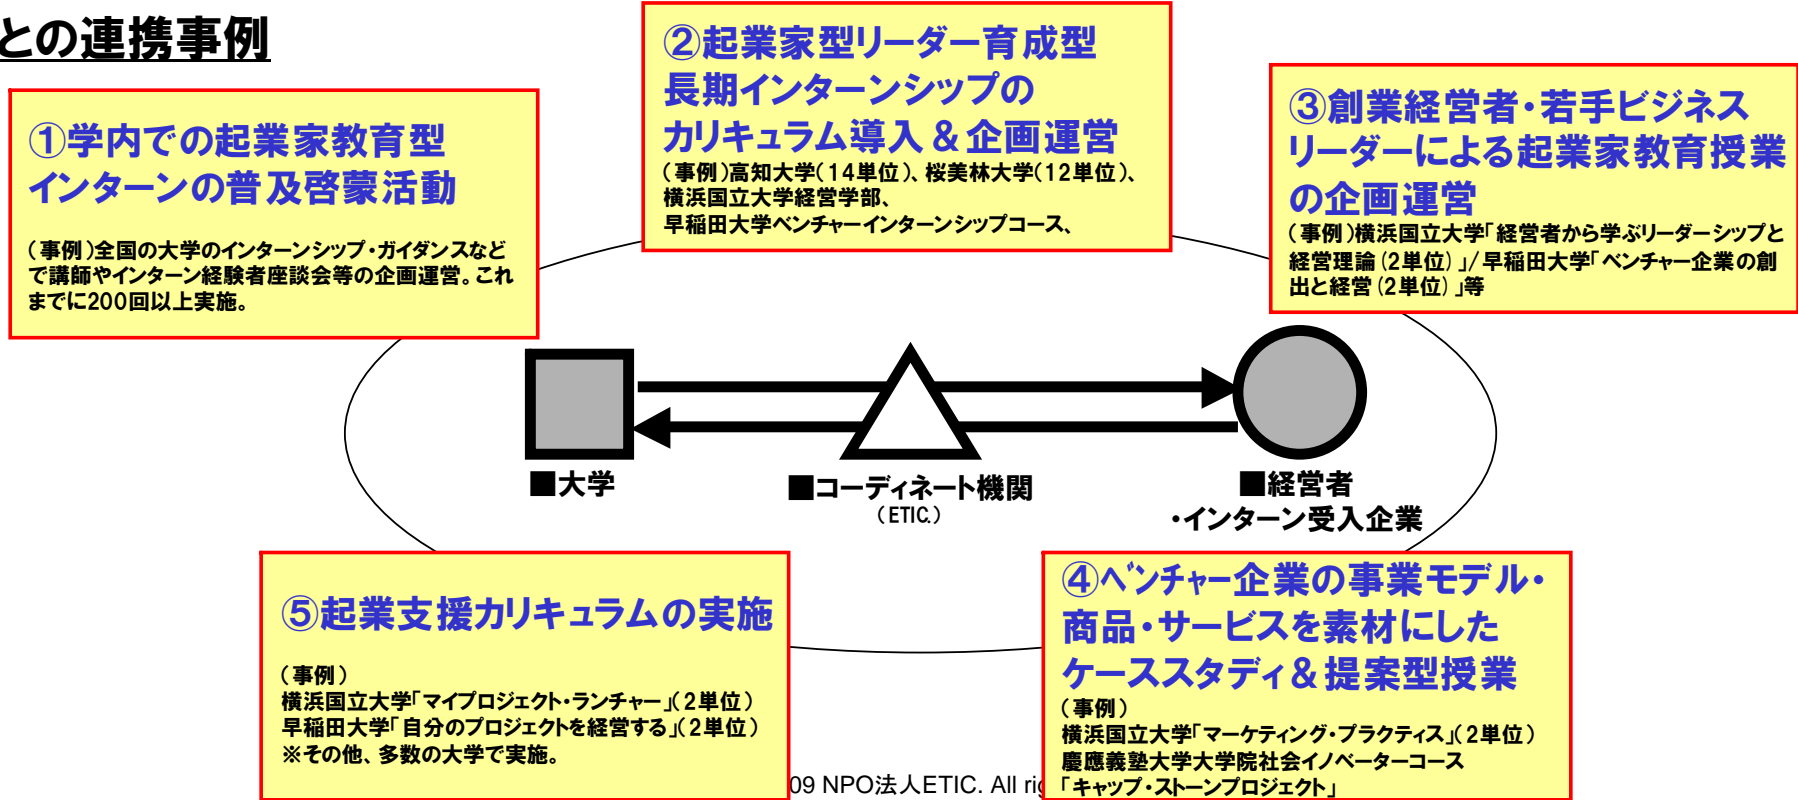 との連携事例
①学内での起業家教育型
インターンの普及啓蒙活動
（事例）全国の大学のインターンシップ・ガイダンスなど
で講師やインターン経験者座談会等の企画運営。これ
までに200回以上実施。
②起業家型リーダー育成型
長期インターンシップの
カリキュラム導入＆企画運営
（事例）高知大学（14単位）、桜美林大学（12単位）、
横浜国立大学経営学部、
早稲田大学ベンチャーインターンシップコース、
③創業経営者・若手ビジネス
リーダーによる起業家教育授業
の企画運営
（事例）横浜国立大学「経営者から学ぶリーダーシップと
経営理論（2単位）」/早稲田大学「ベンチャー企業の創
出と経営（2単位）」等
■大学
■コーディネート機関
（ETIC.）
■経営者
・インターン受入企業
⑤起業支援カリキュラムの実施
（事例）
横浜国立大学「マイプロジェクト・ランチャー」（2単位）
早稲田大学「自分のプロジェクトを経営する」（2単位）
※その他、多数の大学で実施。
④ベンチャー企業の事業モデル・
商品・サービスを素材にした
ケーススタディ＆提案型授業
（事例）
横浜国立大学「マーケティング・プラクティス」（2単位）
慶應義塾大学大学院社会イノベーターコース
「キャップ・ストーンプロジェクト」
09 NPO法人ETIC. All rig